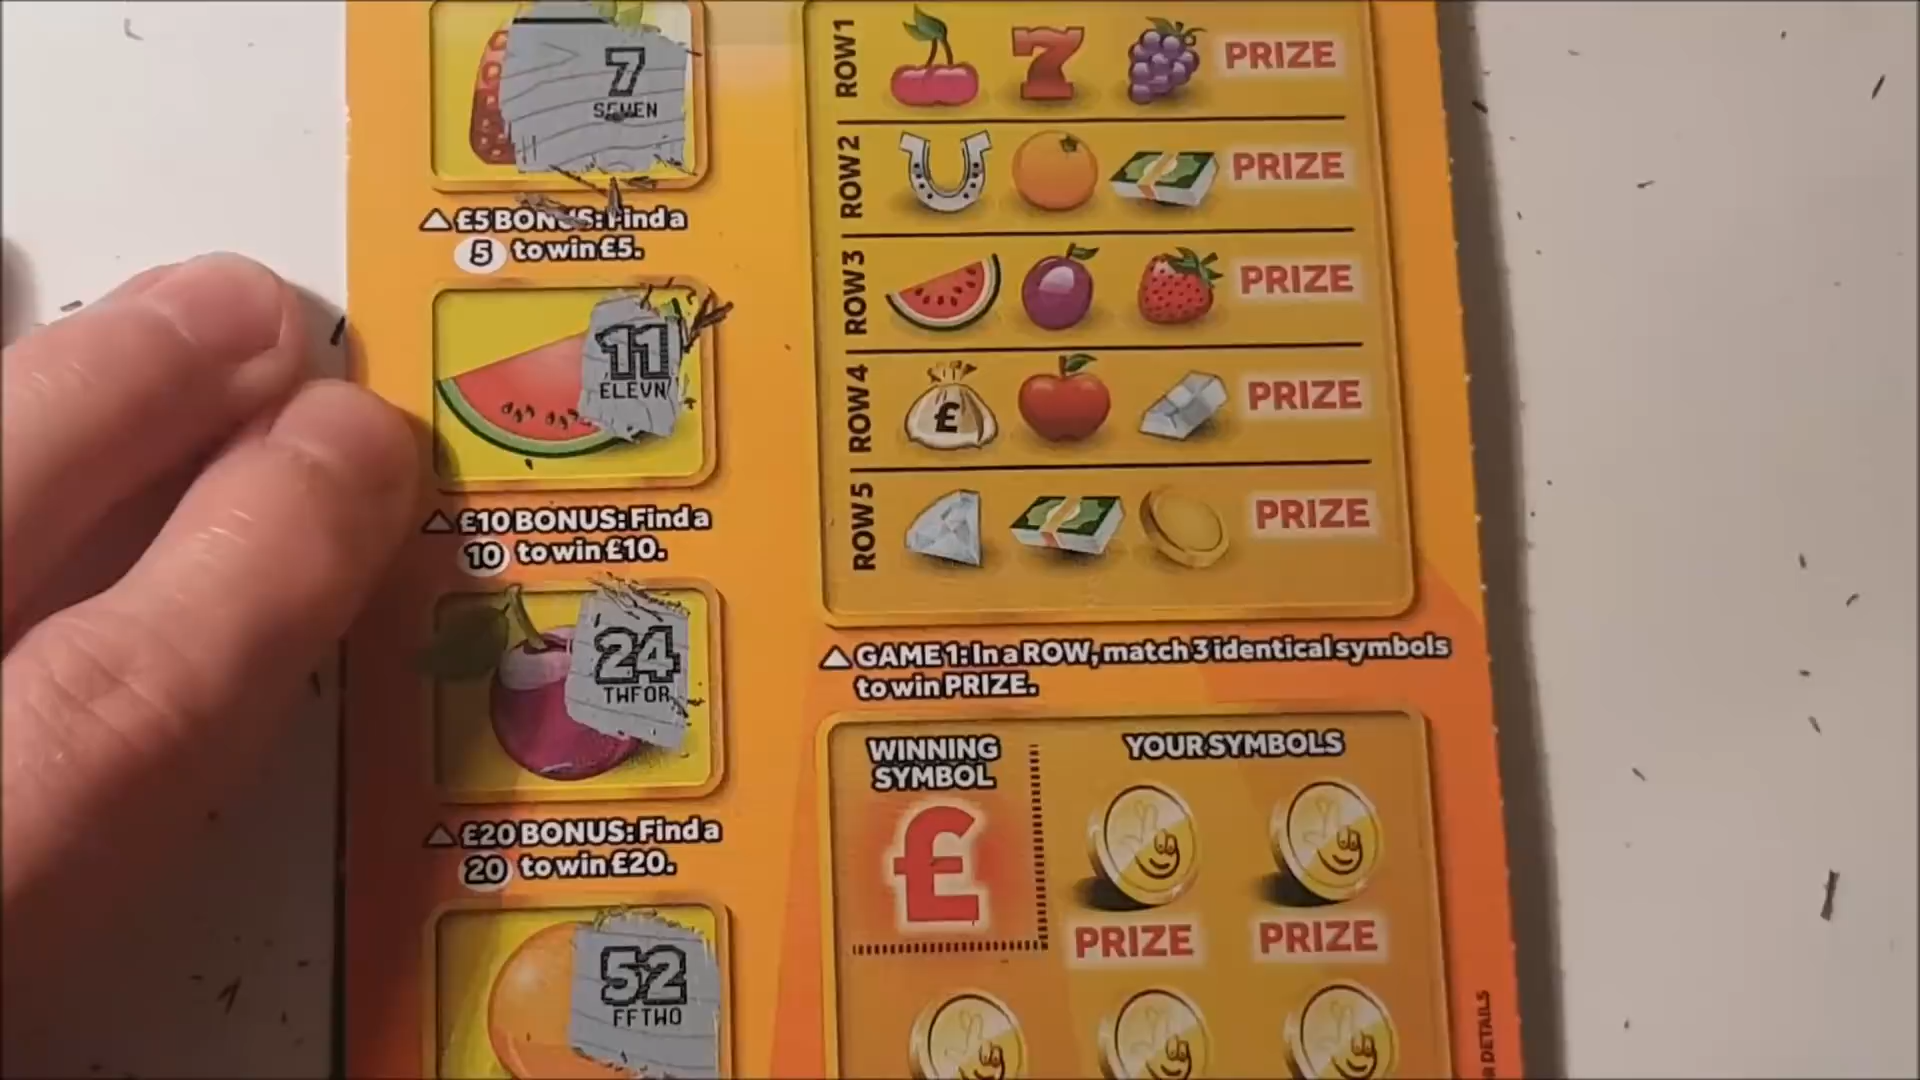 7
SEVEN
£5 BONUS: Find a
5 to win £5.
11
ELEVN
£10 BONUS: Find a
10 to win £10.
24
TWFOR
£20 BONUS: Find a
20 to win £20.
52
FFTWO
ROW 1
7
PRIZE
ROW 2
PRIZE
ROW 3
PRIZE
ROW 4
£
PRIZE
ROW 5
PRIZE
GAME 1: In a ROW, match 3 identical symbols
to win PRIZE.
WINNING
SYMBOL
£
YOUR SYMBOLS
PRIZE
PRIZE
DETAILS